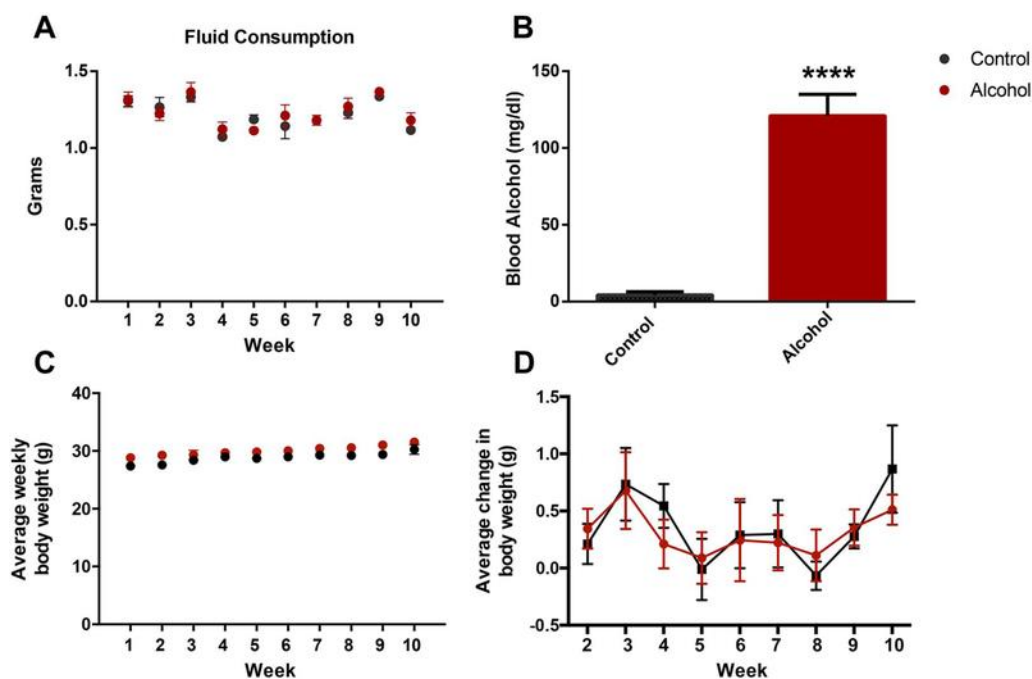 A
Fluid Consumption
1.5
1.0
0.5
0.0
Grams
1 2 3 4 5 6 7 8 9 10
Week
B
150
100
50
0
Blood Alcohol (mg/dl)
****
Control
Alcohol
Control
Alcohol
C
40
30
20
10
0
Average weekly
body weight (g)
1 2 3 4 5 6 7 8 9 10
Week
D
1.5
1.0
0.5
0.0
-0.5
Average change in
body weight (g)
2 3 4 5 6 7 8 9 10
Week